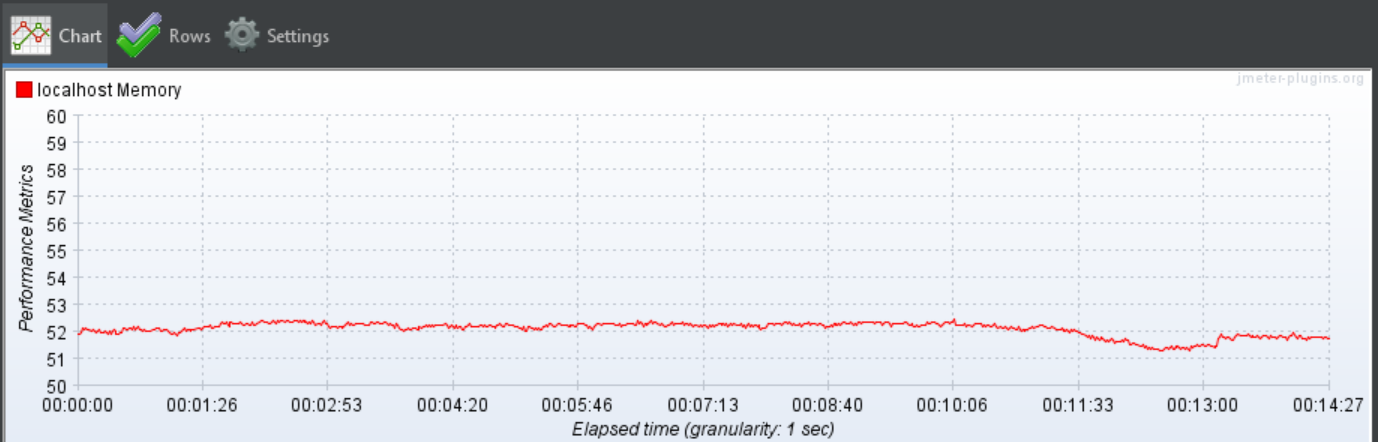 Chart Rows Settings
jmeter-plugins.org
localhost Memory
Performance Metrics
60
59
58
57
56
55
54
53
52
51
50
00:00:00 00:01:26 00:02:53 00:04:20 00:05:46 00:07:13 00:08:40 00:10:06 00:11:33 00:13:00 00:14:27
Elapsed time (granularity: 1 sec)